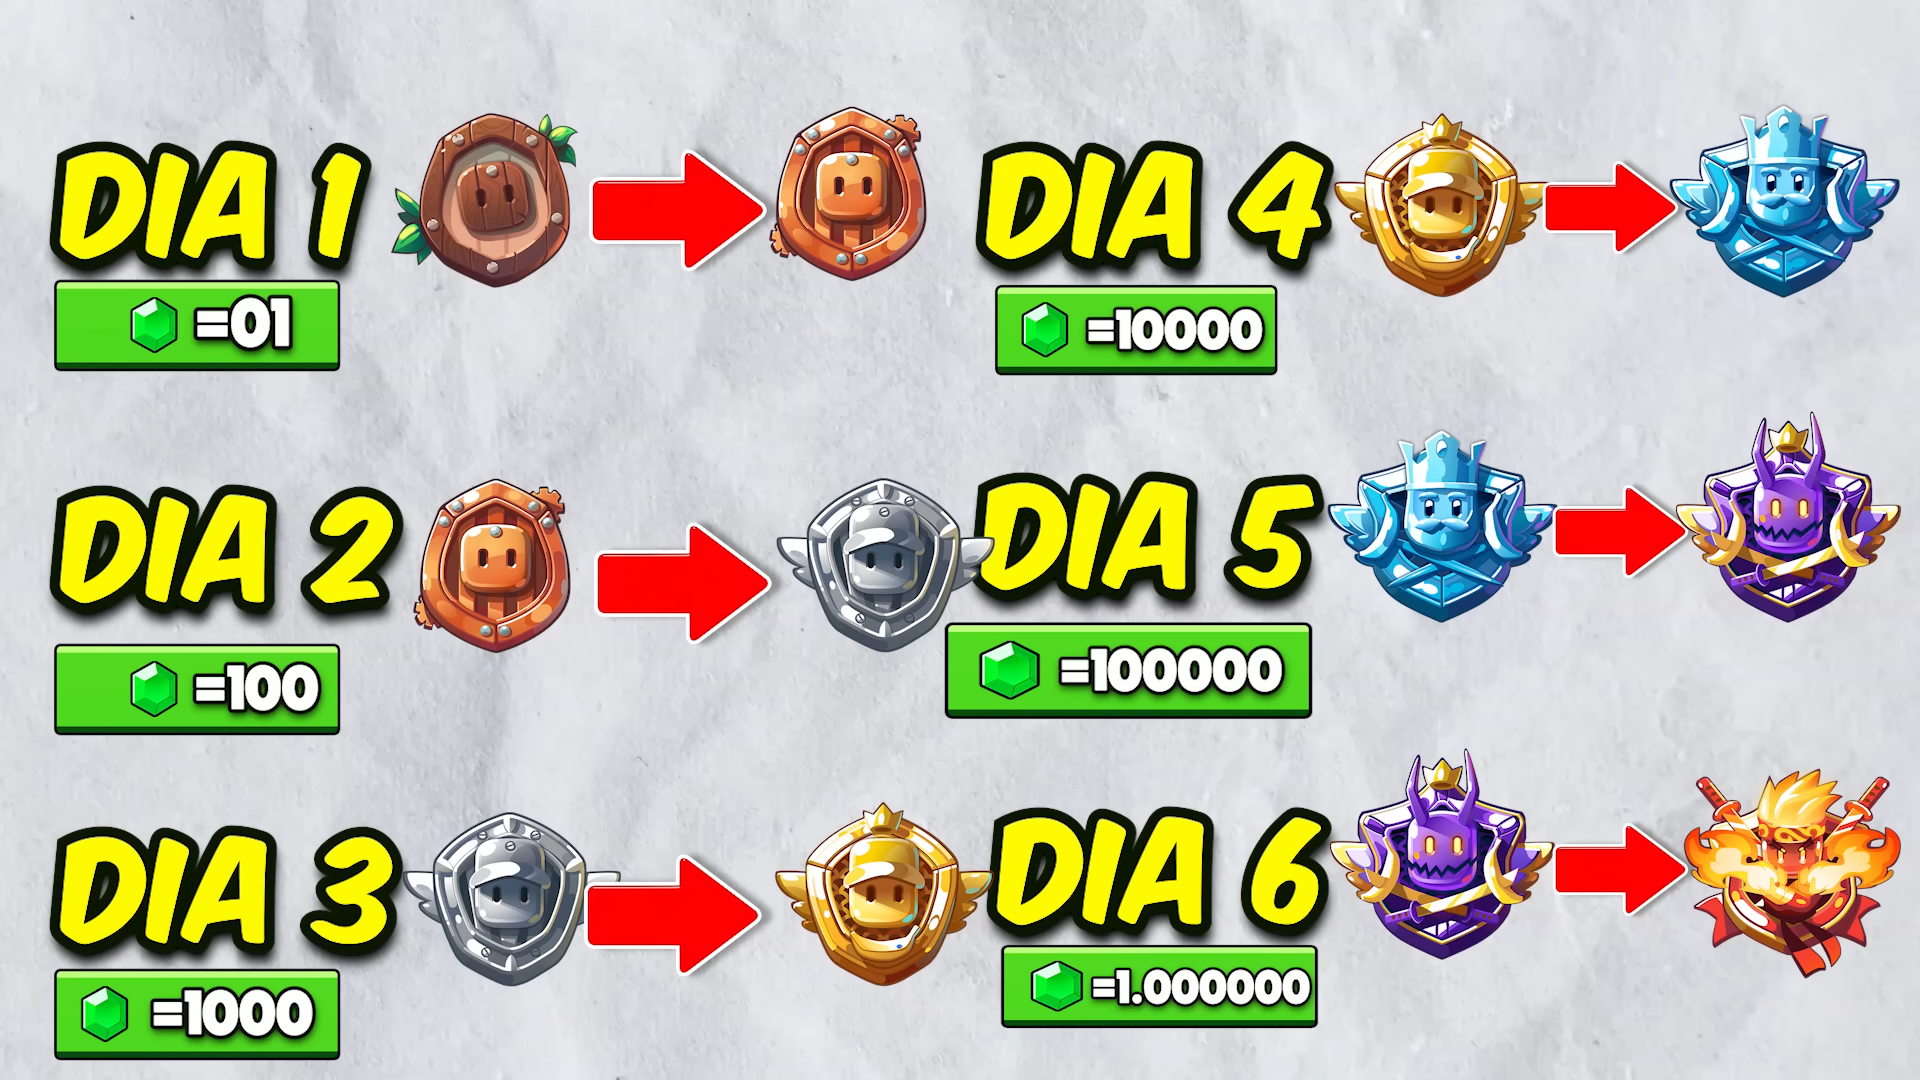 DIA 1
=01
DIA 2
=100
DIA 3
=1000
DIA 4
=10000
DIA 5
=100000
DIA 6
=1.000000